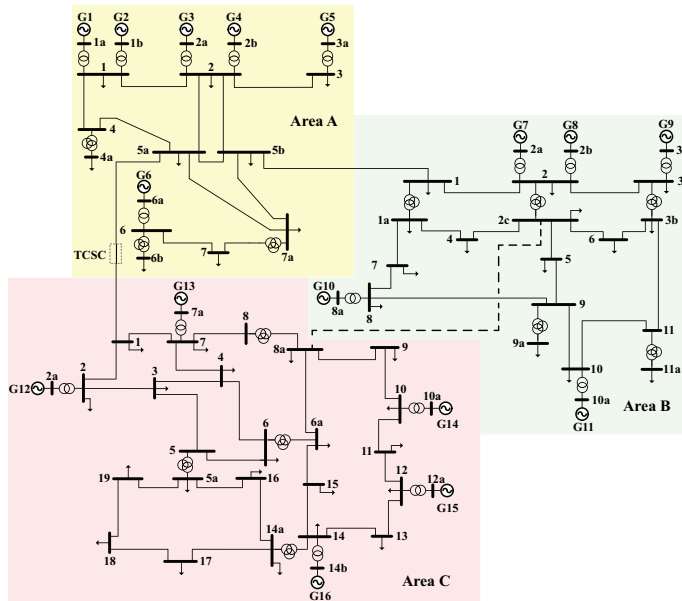 G1 G2 G3 G4 G5
1a 1b 2a 2b 3a
1 2 3
Area A
4
4a
5a 5b
G6
6a
6
6b
7
7a
TCSC
G7 G8 G9
2a 2b 3
1 2 3
1a 2c 3b
4 5 6
7
G10
8a 8
9
9a
10
10a
G11
11
11a
Area B
G13
7a
1 7 8
8a 9
2a 2
G12
3 4
10 10a
G14
5 6 6a
11
19 5a 16
15
12 12a
G15
18 17 14a 14 13
14b
G16
Area C